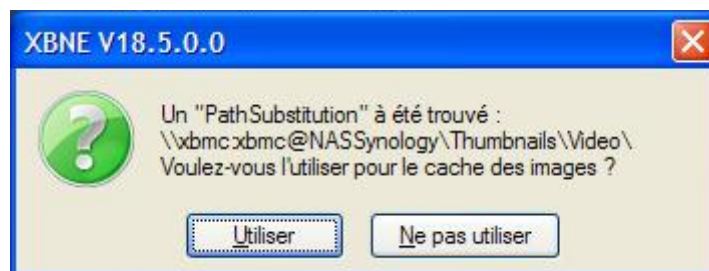 XBNE V18.5.0.0
Un "PathSubstitution" à été trouvé :
\\xbmc:xbmc@NASSynology\Thumbnails\Video\
Voulez-vous l'utiliser pour le cache des images ?
Utiliser
Ne pas utiliser